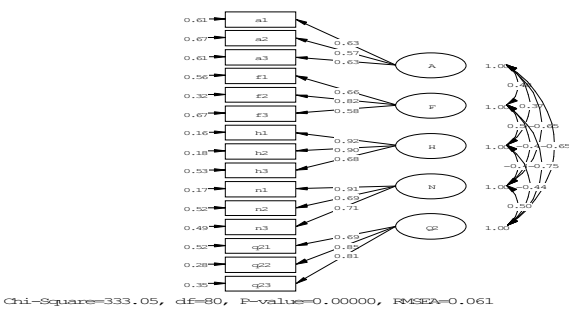 0.61 a1
0.67 a2
0.61 a3
0.56 f1
0.32 f2
0.67 f3
0.16 h1
0.18 h2
0.53 h3
0.17 n1
0.52 n2
0.49 n3
0.52 q21
0.28 q22
0.35 q23
0.63
0.57
0.63
0.66
0.82
0.58
0.92
0.90
0.68
0.91
0.69
0.71
0.69
0.85
0.81
A
F
H
N
Q2
1.00
1.00
1.00
1.00
1.00
0.37
-0.65
-0.65
-0.75
-0.44
0.50
Chi-Square=333.05, df=80, P-value=0.00000, RMSEA=0.061